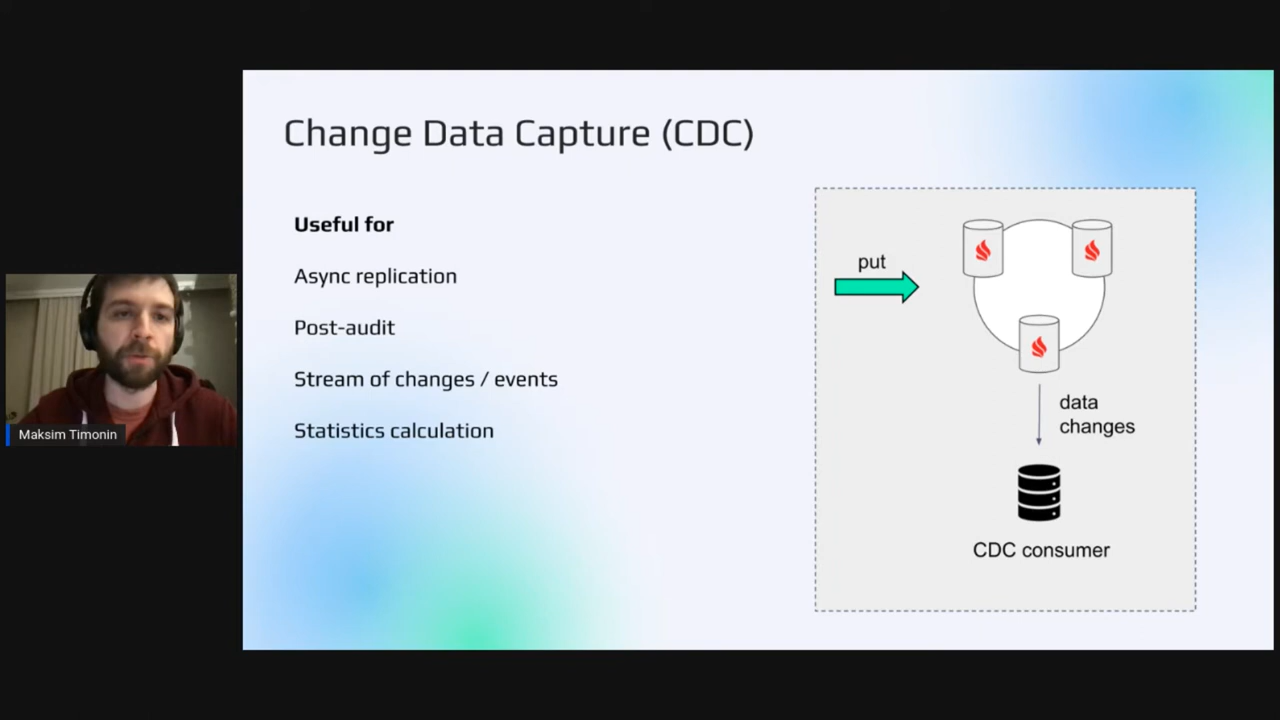 Change Data Capture (CDC)
Useful for
Async replication
Post-audit
Stream of changes / events
Statistics calculation
put
data
changes
CDC consumer
Maksim Timonin